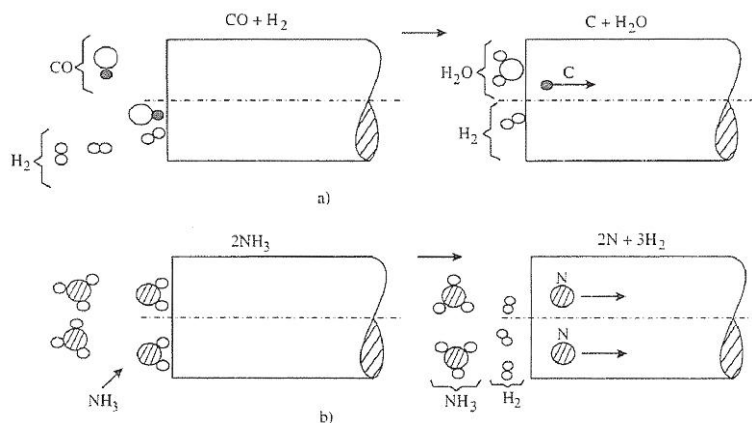 CO + H₂
C + H₂O
CO
H₂O
C
H₂
H₂
a)
2NH₃
2N + 3H₂
N
N
NH₃
NH₃
H₂
b)